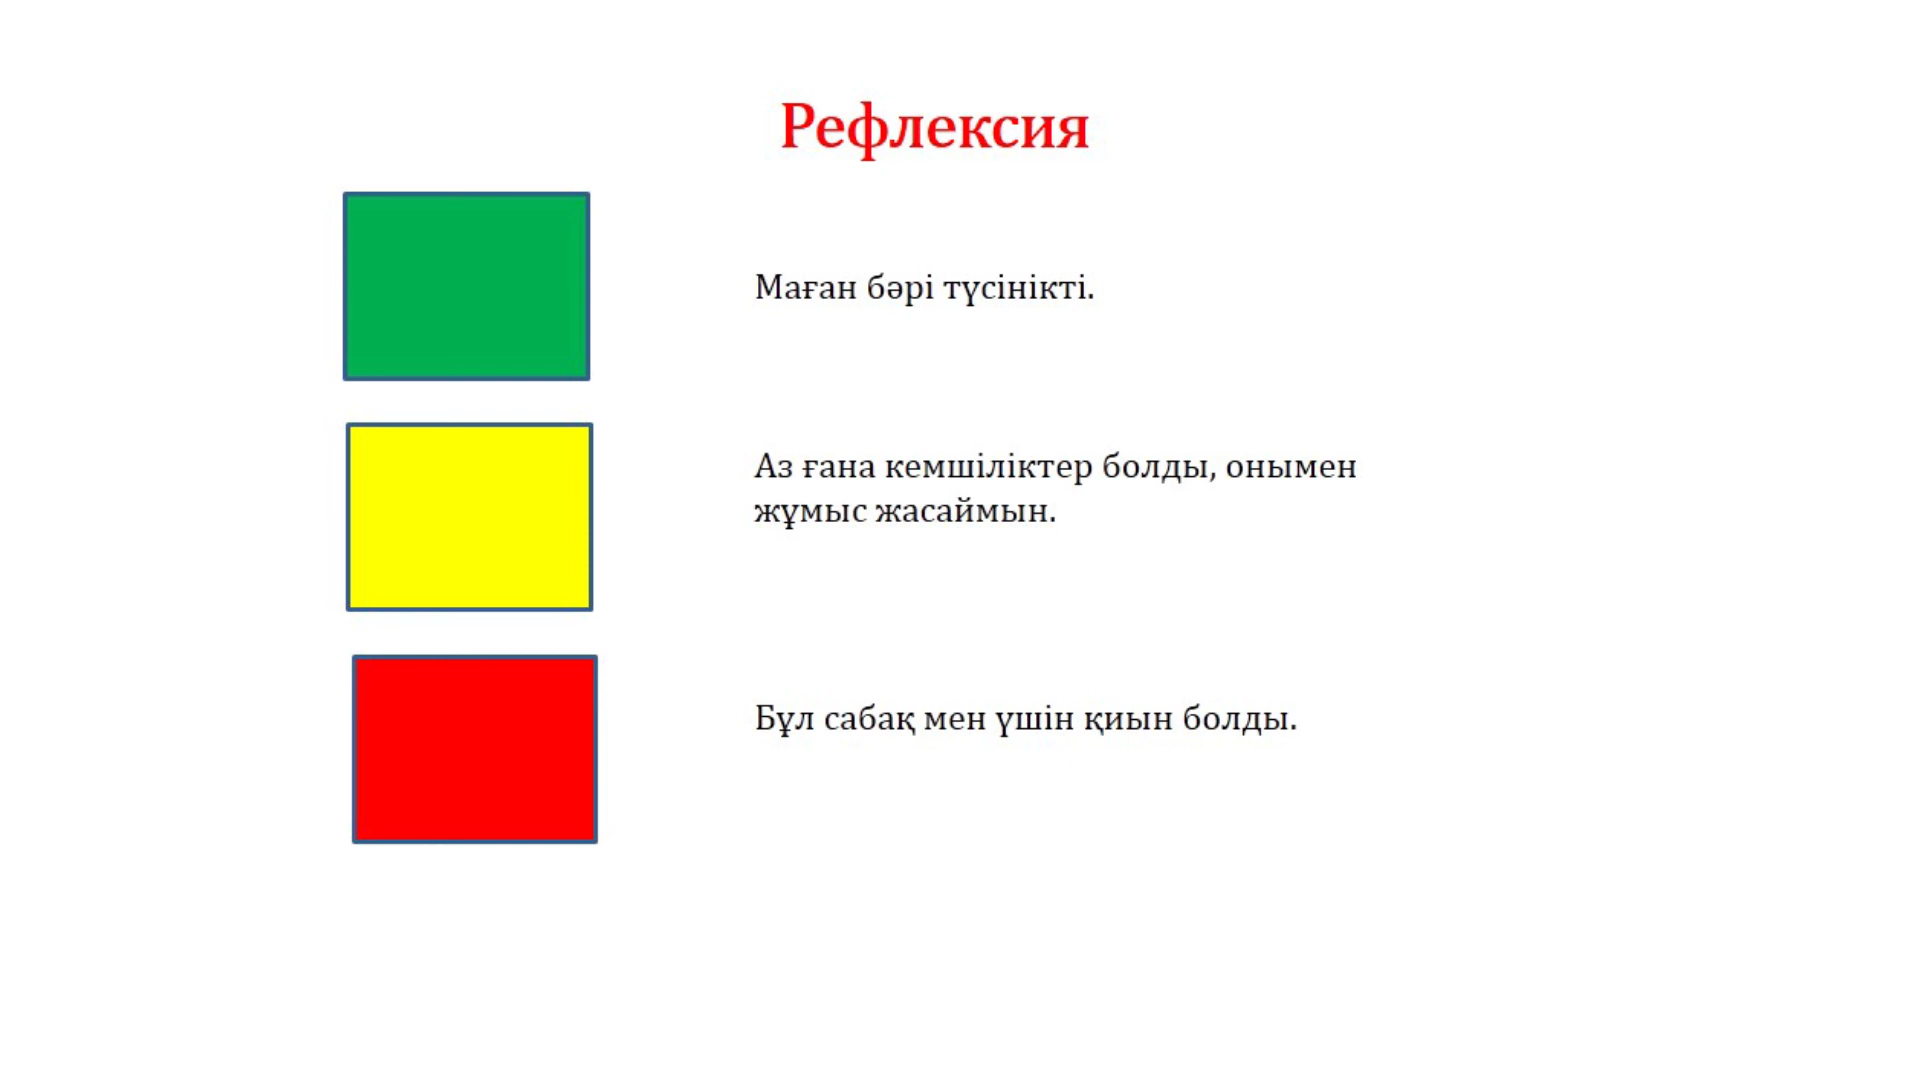 Рефлексия
Маған бәрі түсінікті.
Аз ғана кемшіліктер болды, онымен
жұмыс жасаймын.
Бұл сабақ мен үшін қиын болды.